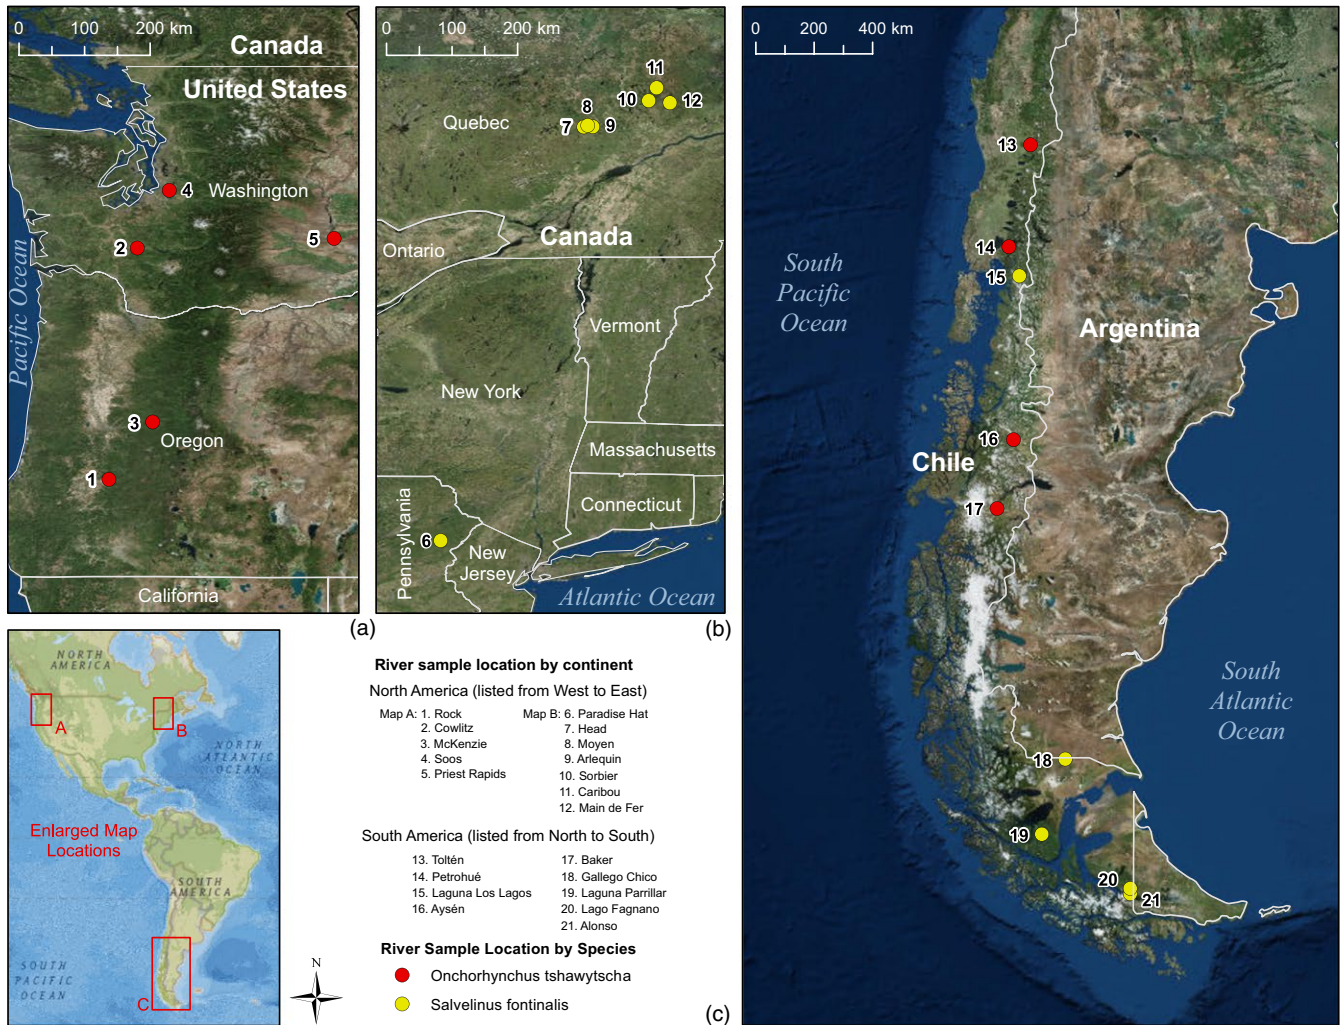 0 200 km
Canada
United States
Washington
4
5
2
Pacific Ocean
3
Oregon
1
California
(a)
0 200 km
11
10
12
8
Quebec
7
9
Canada
Ontario
Vermont
New York
Massachusetts
Connecticut
Pennsylvania
6
New
Jersey
Atlantic Ocean
(b)
0 200 400 km
13
14
15
South
Pacific
Ocean
Argentina
16
Chile
17
South
Atlantic
Ocean
18
19
20
21
(c)
NORTH
AMERICA
A
B
NORTH
ATLANTIC
OCEAN
Enlarged Map
Locations
SOUTH
AMERICA
SOUTH
PACIFIC
OCEAN
C
River sample location by continent
North America (listed from West to East)
Map A: 1. Rock
2. Cowlitz
3. McKenzie
4. Soos
5. Priest Rapids
Map B: 6. Paradise Hat
7. Head
8. Moyen
9. Arlequin
10. Sorbier
11. Caribou
12. Main de Fer
South America (listed from North to South)
13. Toltén
14. Petrohué
15. Laguna Los Lagos
16. Aysén
17. Baker
18. Gallego Chico
19. Laguna Parrillar
20. Lago Fagnano
21. Alonso
River Sample Location by Species
Onchorhynchus tshawytscha
Salvelinus fontinalis
N